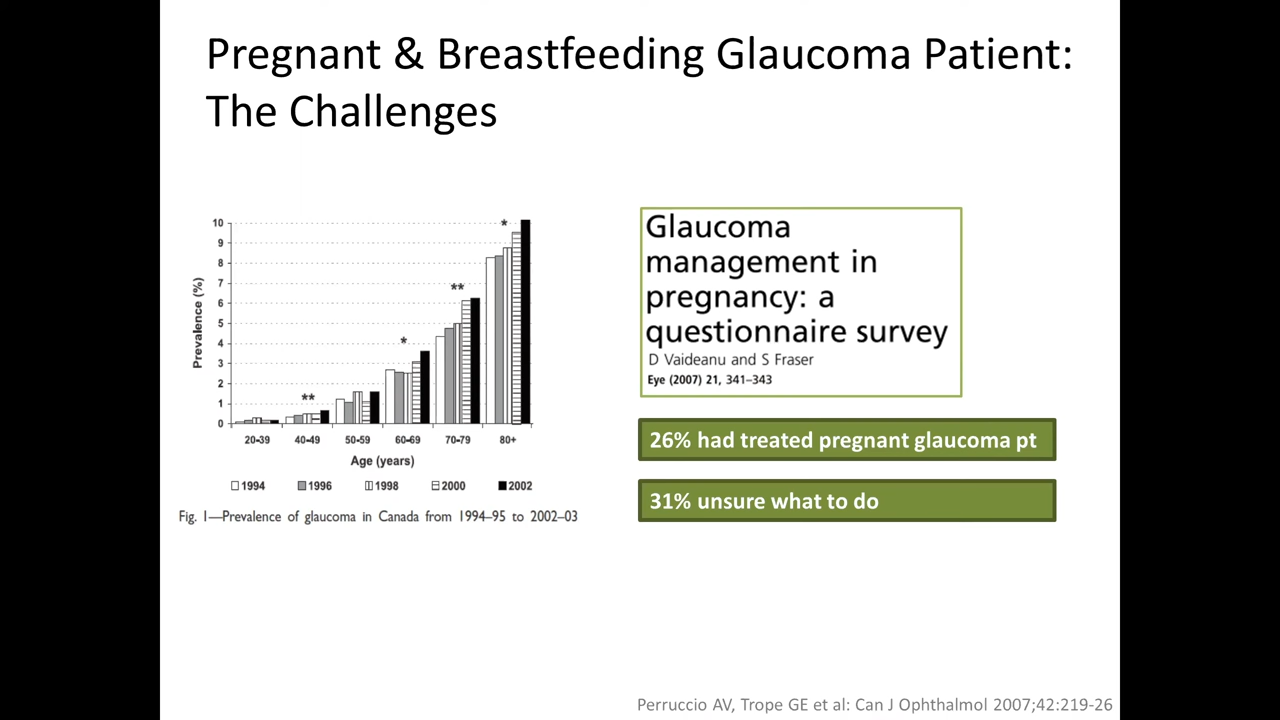 Pregnant & Breastfeeding Glaucoma Patient:
The Challenges
10
9
8
7
6
5
4
3
2
1
0
Prevalence (%)
**
*
**
*
20-39 40-49 50-59 60-69 70-79 80+
Age (years)
1994 1996 1998 2000 2002
Fig. 1—Prevalence of glaucoma in Canada from 1994–95 to 2002–03
Glaucoma
management in
pregnancy: a
questionnaire survey
D Vaideanu and S Fraser
Eye (2007) 21, 341–343
26% had treated pregnant glaucoma pt
31% unsure what to do
Perruccio AV, Trope GE et al: Can J Ophthalmol 2007;42:219-26